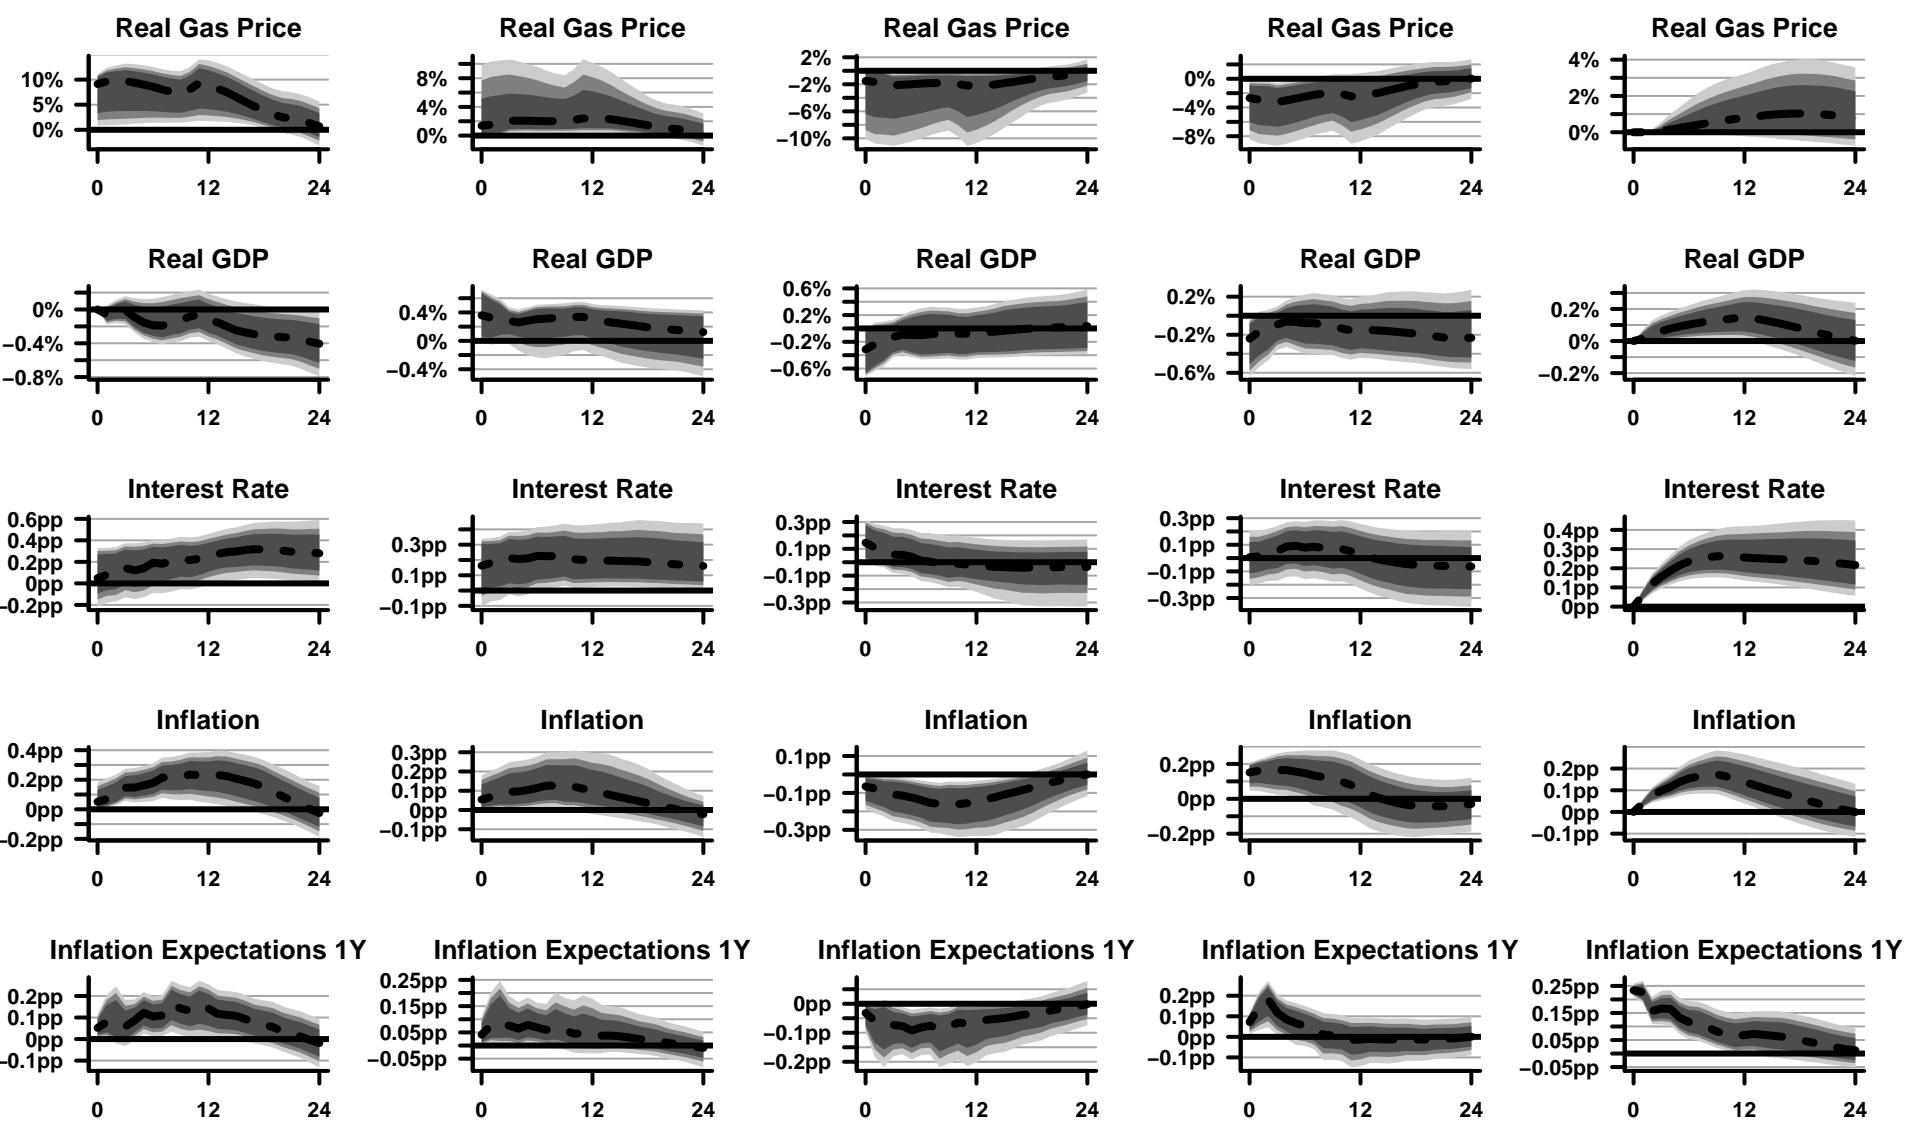 Real Gas Price Real Gas Price Real Gas Price Real Gas Price Real Gas Price
10% 5% 0% 8% 4% 0% 2% −2% −6% −10% 0% −4% −8% 4% 2% 0%
0 12 24 0 12 24 0 12 24 0 12 24 0 12 24
Real GDP Real GDP Real GDP Real GDP Real GDP
0% −0.4% −0.8% 0.4% 0% −0.4% 0.6% 0.2% −0.2% −0.6% 0.2% −0.2% −0.6% 0.2% 0% −0.2%
0 12 24 0 12 24 0 12 24 0 12 24 0 12 24
Interest Rate Interest Rate Interest Rate Interest Rate Interest Rate
0.6pp 0.4pp 0.2pp 0pp −0.2pp 0.3pp 0.1pp −0.1pp 0.3pp 0.1pp −0.1pp −0.3pp 0.3pp 0.1pp −0.1pp −0.3pp 0.4pp 0.3pp 0.2pp 0.1pp 0pp
0 12 24 0 12 24 0 12 24 0 12 24 0 12 24
Inflation Inflation Inflation Inflation Inflation
0.4pp 0.2pp 0pp −0.2pp 0.3pp 0.2pp 0.1pp 0pp −0.1pp 0.1pp −0.1pp −0.3pp 0.2pp 0pp −0.2pp 0.2pp 0.1pp 0pp −0.1pp
0 12 24 0 12 24 0 12 24 0 12 24 0 12 24
Inflation Expectations 1Y Inflation Expectations 1Y Inflation Expectations 1Y Inflation Expectations 1Y Inflation Expectations 1Y
0.2pp 0.1pp 0pp −0.1pp 0.25pp 0.15pp 0.05pp −0.05pp 0pp −0.1pp −0.2pp 0.2pp 0.1pp 0pp −0.1pp 0.25pp 0.15pp 0.05pp −0.05pp
0 12 24 0 12 24 0 12 24 0 12 24 0 12 24